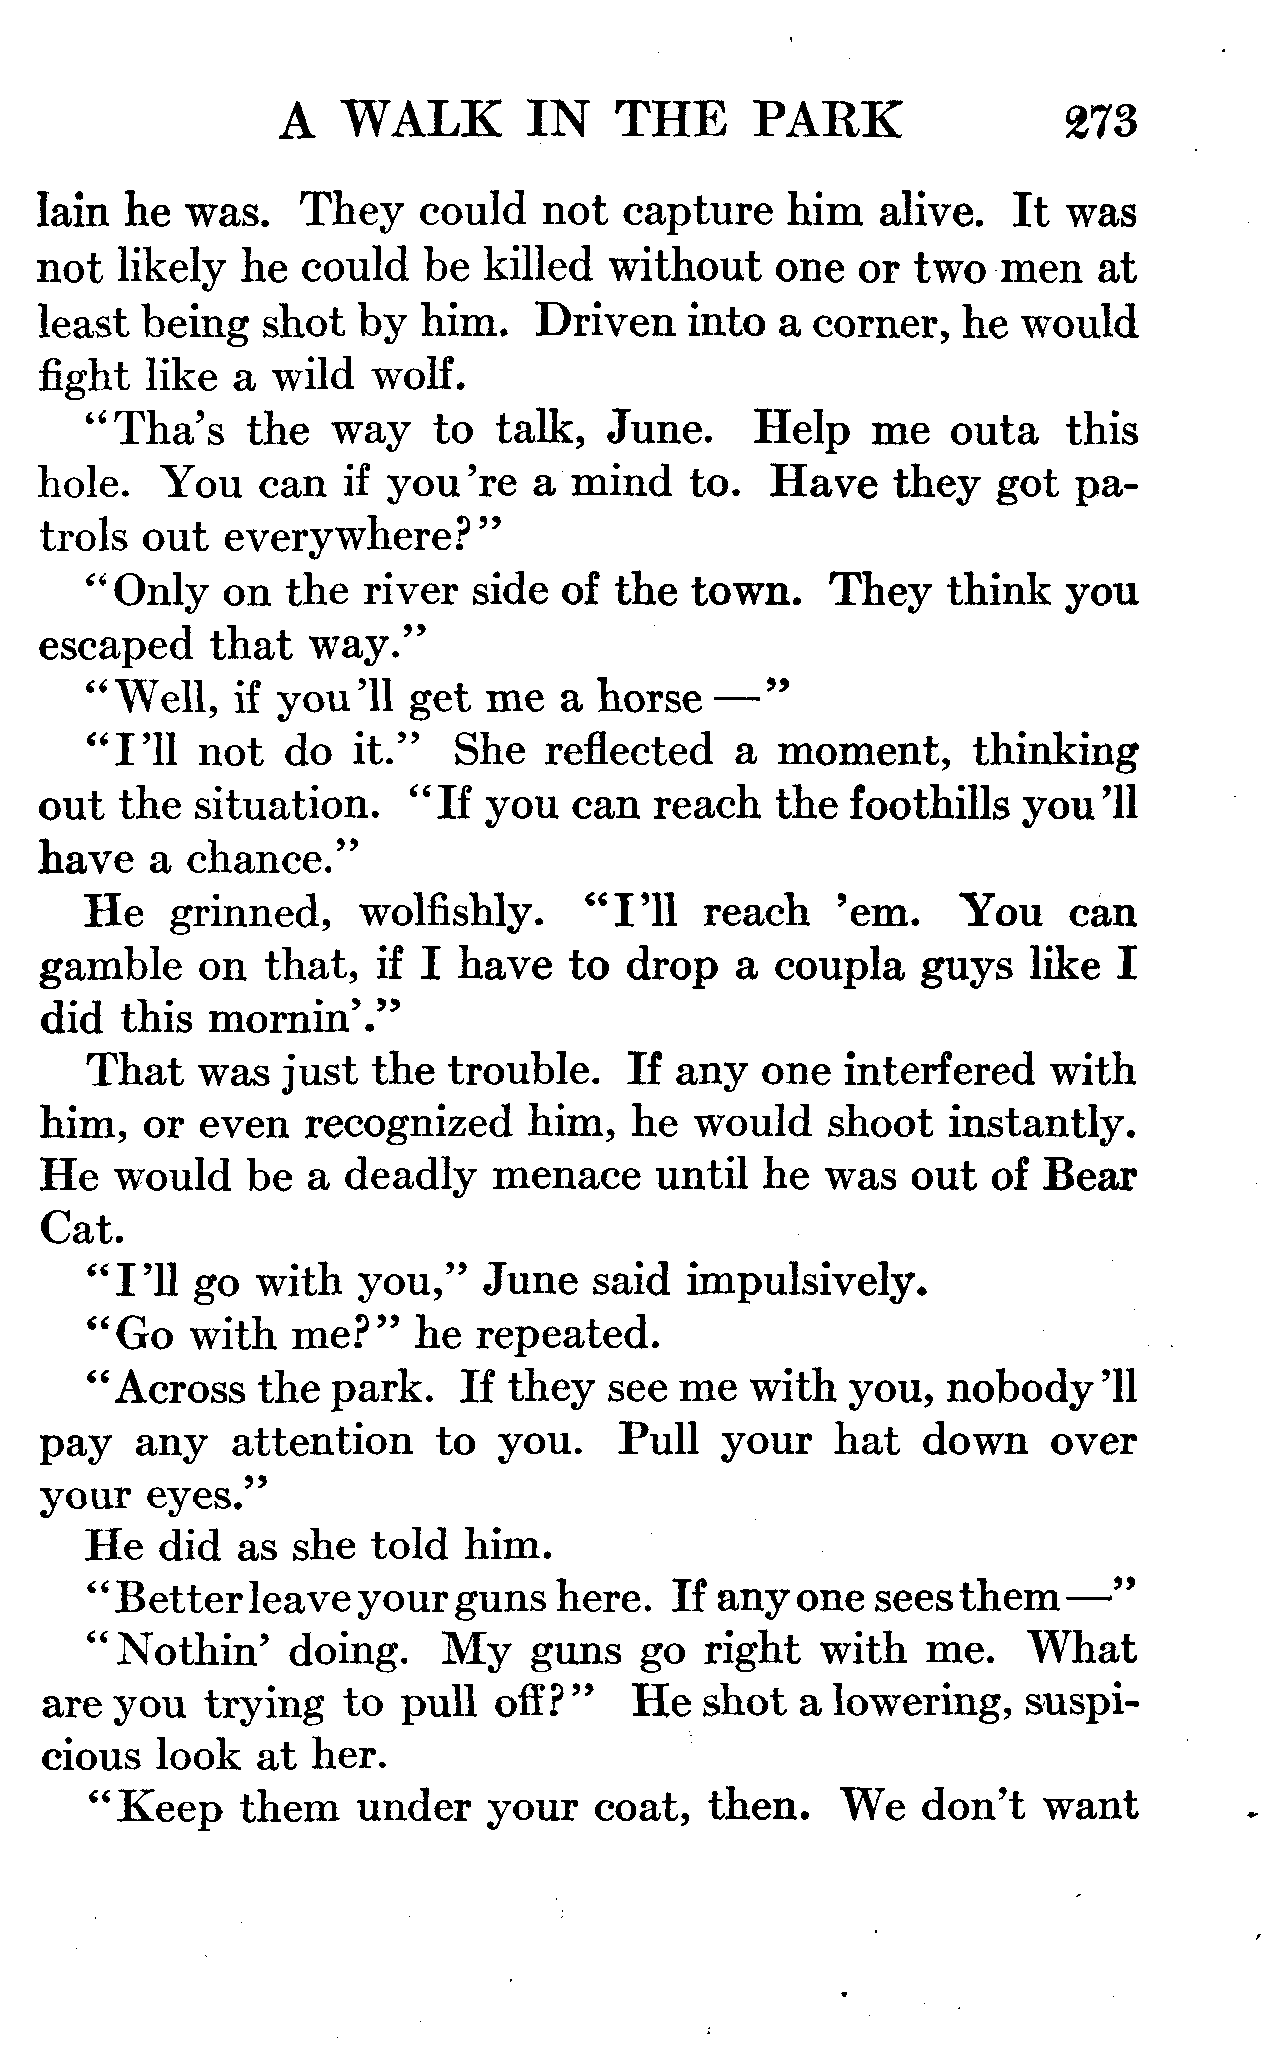 A WALK IN THE PARK 273
lain he was. They could not capture him alive. It was
not likely he could be killed without one or two men at
least being shot by him. Driven into a corner, he would
fight like a wild wolf.
"Tha's the way to talk, June. Help me outa this
hole. You can if you're a mind to. Have they got pa-
trols out everywhere?"
"Only on the river side of the town. They think you
escaped that way."
"Well, if you'll get me a horse —"
"I'll not do it." She reflected a moment, thinking
out the situation. "If you can reach the foothills you'll
have a chance."
He grinned, wolfishly. "I'll reach 'em. You can
gamble on that, if I have to drop a coupla guys like I
did this mornin'."
That was just the trouble. If any one interfered with
him, or even recognized him, he would shoot instantly.
He would be a deadly menace until he was out of Bear
Cat.
"I'll go with you," June said impulsively.
"Go with me?" he repeated.
"Across the park. If they see me with you, nobody'll
pay any attention to you. Pull your hat down over
your eyes."
He did as she told him.
"Better leave your guns here. If any one sees them —"
"Nothin' doing. My guns go right with me. What
are you trying to pull off?" He shot a lowering, suspi-
cious look at her.
"Keep them under your coat, then. We don't want